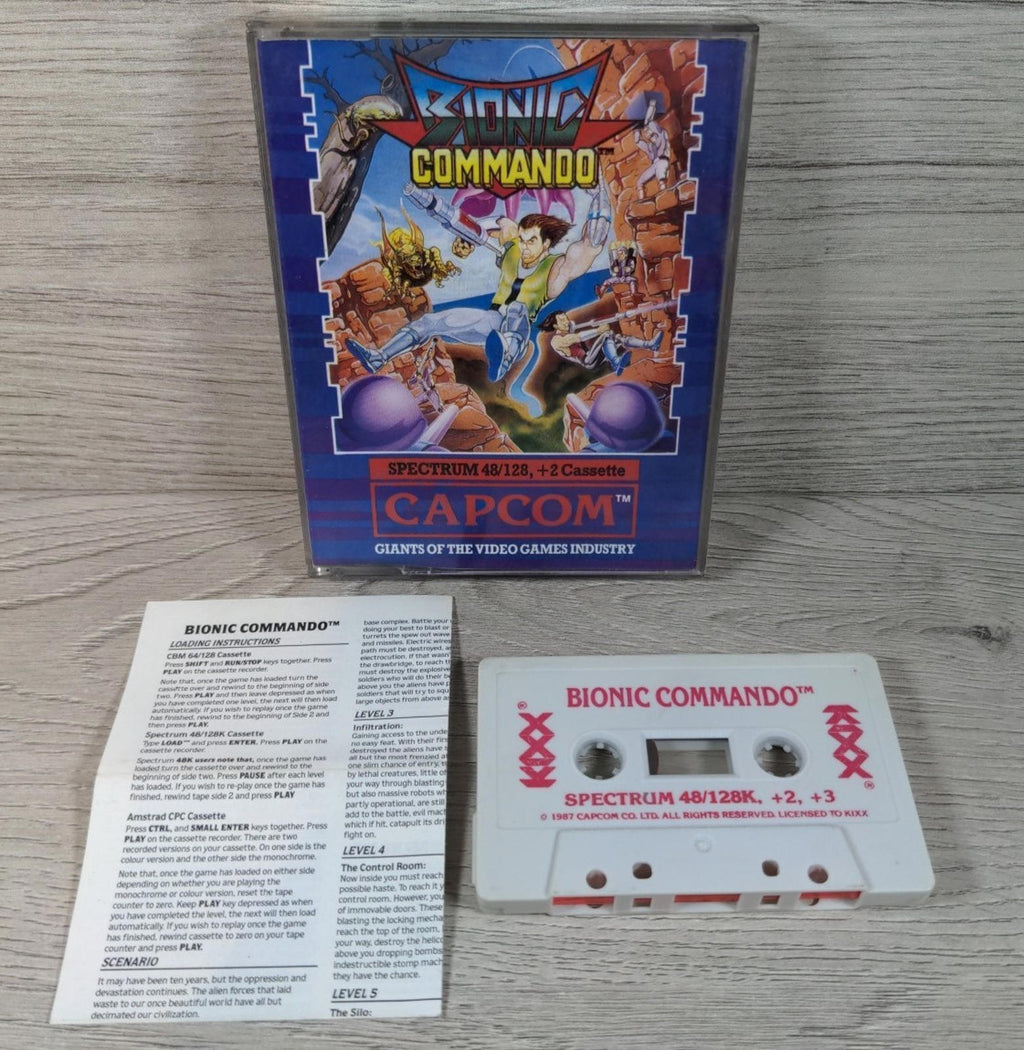 BIONIC
COMMANDO™
SPECTRUM 48/128, +2 Cassette
CAPCOM™
GIANTS OF THE VIDEO GAMES INDUSTRY
BIONIC COMMANDO™
LOADING INSTRUCTIONS
CBM 64/128 Cassette
Press SHIFT and RUN/STOP keys together. Press
PLAY on the cassette recorder.
Note that, once the game has loaded turn the
cassette over and rewind to the beginning of side
two. Press PLAY and then leave depressed as when
you have completed one level, the next will then load
automatically. If you wish to replay once the game
has finished, rewind to the beginning of Side 2 and
then press PLAY.
Spectrum 48/128K Cassette
Type LOAD"" and press ENTER. Press PLAY on the
cassette recorder.
Spectrum 48K users note that, once the game has
loaded turn the cassette over and rewind to the
beginning of side two. Press PAUSE after each level
has loaded. If you wish to re-play once the game has
finished, rewind tape side 2 and press PLAY
Amstrad CPC Cassette
Press CTRL, and SMALL ENTER keys together. Press
PLAY on the cassette recorder. There are two
recorded versions on your cassette. On one side is the
colour version and the other side the monochrome.
Note that, once the game has loaded on either side
depending on whether you are playing the
monochrome or colour version, reset the tape
counter to zero. Keep PLAY key depressed as when
you have completed the level, the next will then load
automatically. If you wish to replay once the game
has finished, rewind cassette to zero on your tape
counter and press PLAY.
SCENARIO
It may have been ten years, but the oppression and
devastation continues. The alien forces that laid
waste to our once beautiful world have all but
decimated our civilization.
base complex. Battle your
doing your best to blast or
turrets the spew out wave
and missiles. Electric wires
path must be destroyed, a
electrocution. If that wasn'
the drawbridge, to reach th
must destroy the explosive
soldiers who will do their be
above you the aliens have p
soldiers that will try to squ
large objects from above a
LEVEL 3
Infiltration:
Gaining access to the unde
no easy feat. With their firs
destroyed the aliens have s
all but the most frenzied a
one slim chance of entry, t
by lethal creatures, little of
your way through blasting
but also massive robots wh
partly operational, are still
add to the battle, evil mach
which if hit, catapult its dri
fight on.
LEVEL 4
The Control Room:
Now inside you must reach
possible haste. To reach it y
control room. However, you
of immovable doors. These
blasting the locking mecha
reach the top of the room,
your way, destroy the helico
above you dropping bombs
indestructible stomp mach
they have the chance.
LEVEL 5
The Silo:
BIONIC COMMANDO™
KIXX®
KIXX®
SPECTRUM 48/128K, +2, +3
© 1987 CAPCOM CO. LTD. ALL RIGHTS RESERVED. LICENSED TO KIXX